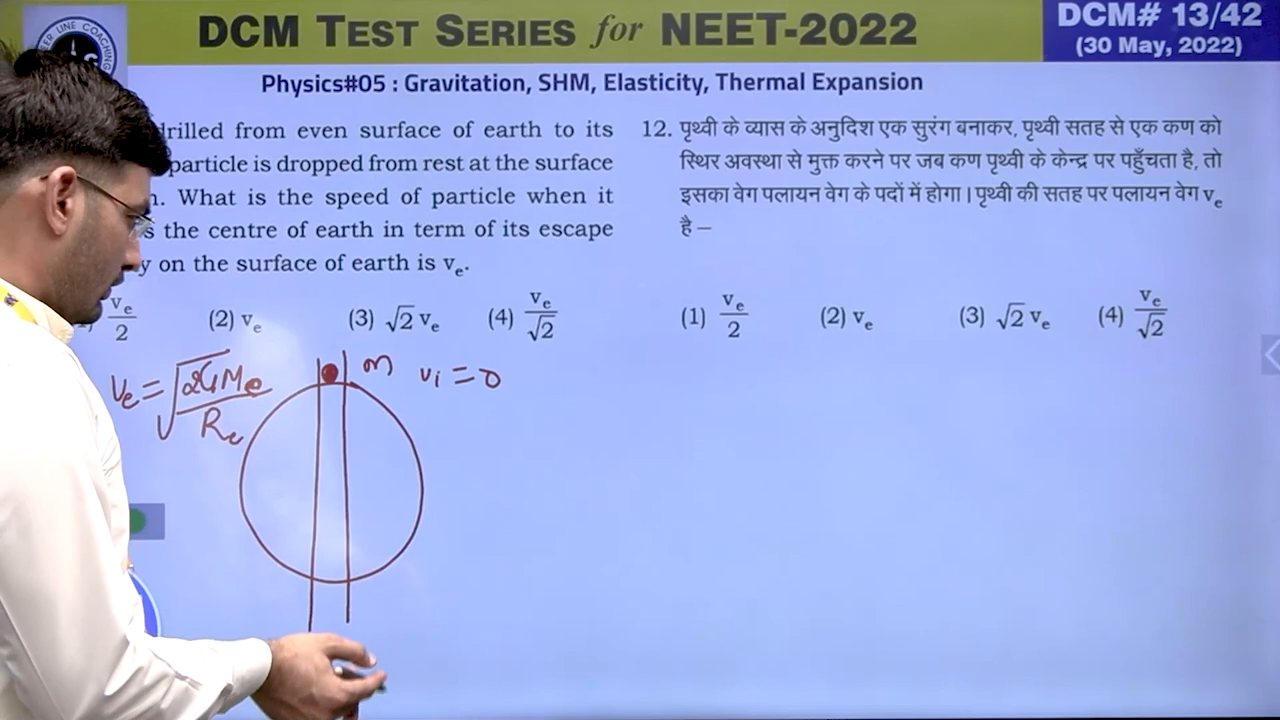 DCM TEST SERIES for NEET-2022
DCM# 13/42
(30 May, 2022)
LINE COACHING
Physics#05 : Gravitation, SHM, Elasticity, Thermal Expansion
drilled from even surface of earth to its
particle is dropped from rest at the surface
What is the speed of particle when it
the centre of earth in term of its escape
on the surface of earth is vₑ.
vₑ/2 (2) vₑ (3) √2 vₑ (4) vₑ/√2
12. पृथ्वी के व्यास के अनुदिश एक सुरंग बनाकर, पृथ्वी सतह से एक कण को
स्थिर अवस्था से मुक्त करने पर जब कण पृथ्वी के केन्द्र पर पहुँचता है, तो
इसका वेग पलायन वेग के पदों में होगा। पृथ्वी की सतह पर पलायन वेग vₑ
है –
(1) vₑ/2 (2) vₑ (3) √2 vₑ (4) vₑ/√2
vₑ = √(2GMₑ/Rₑ)
m vᵢ = 0